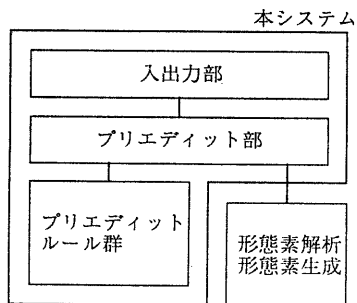 本システム
入出力部
プリエディット部
プリエディット
ルール群
形態素解析
形態素生成